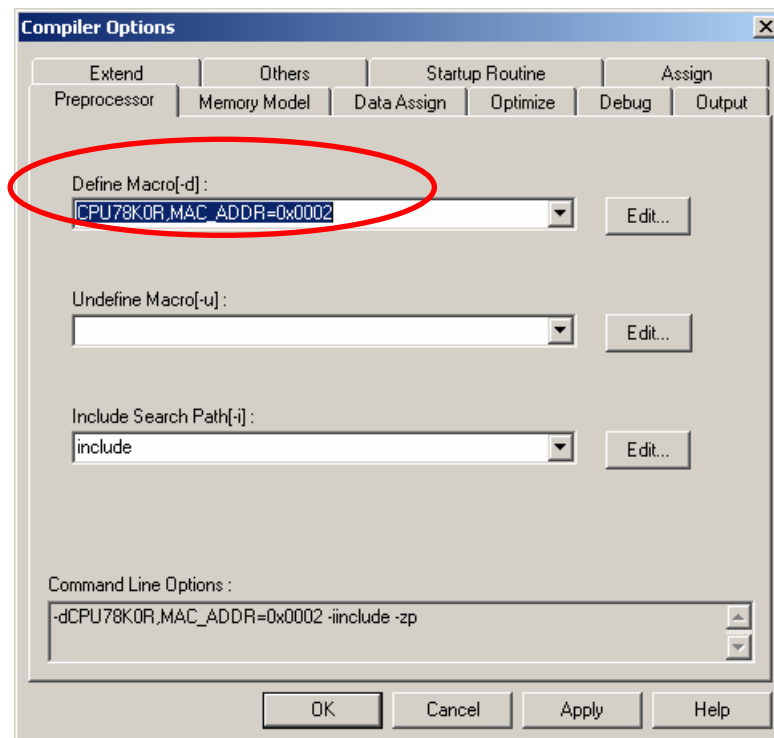 Compiler Options
Extend Others Startup Routine Assign
Preprocessor Memory Model Data Assign Optimize Debug Output
Define Macro[-d] :
CPU78K0R,MAC_ADDR=0x0002 Edit...
Undefine Macro[-u] :
Edit...
Include Search Path[-i] :
include Edit...
Command Line Options :
-dCPU78K0R,MAC_ADDR=0x0002 -iinclude -zp
OK Cancel Apply Help